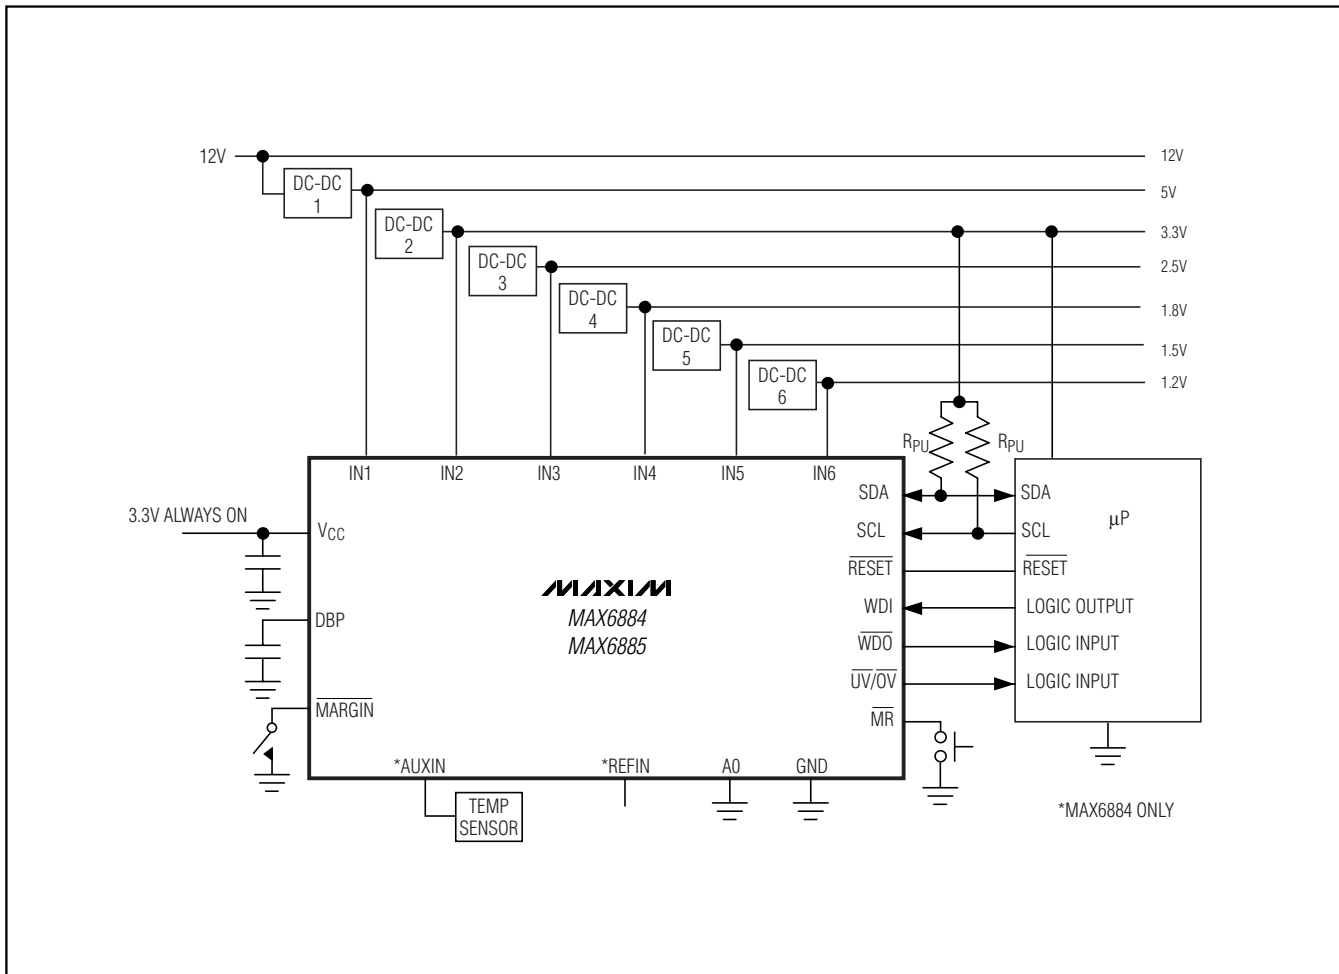 12V
12V
DC-DC
1
5V
DC-DC
2
3.3V
DC-DC
3
2.5V
DC-DC
4
1.8V
DC-DC
5
1.5V
DC-DC
6
1.2V
RPU
RPU
IN1
IN2
IN3
IN4
IN5
IN6
3.3V ALWAYS ON
VCC
DBP
MARGIN
MAXIM
MAX6884
MAX6885
SDA
SCL
RESET
WDI
WDO
UV/OV
MR
SDA
μP
SCL
RESET
LOGIC OUTPUT
LOGIC INPUT
LOGIC INPUT
*AUXIN
*REFIN
A0
GND
TEMP
SENSOR
*MAX6884 ONLY